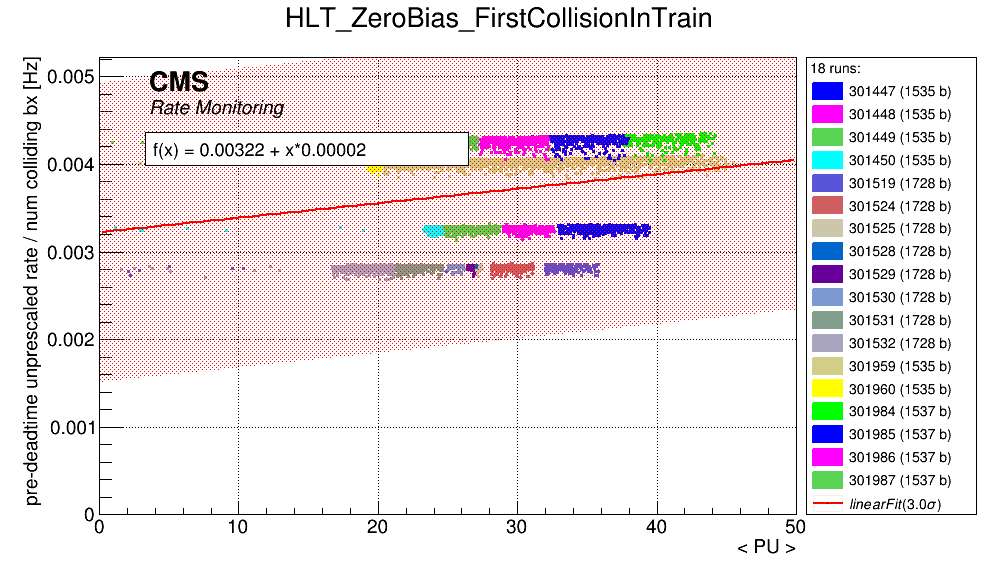 HLT_ZeroBias_FirstCollisionInTrain
pre-deadtime unprescaled rate / num colliding bx [Hz]
0.005
0.004
0.003
0.002
0.001
0
CMS
Rate Monitoring
f(x) = 0.00322 + x*0.00002
0 10 20 30 40 50
< PU >
18 runs:
301447 (1535 b)
301448 (1535 b)
301449 (1535 b)
301450 (1535 b)
301519 (1728 b)
301524 (1728 b)
301525 (1728 b)
301528 (1728 b)
301529 (1728 b)
301530 (1728 b)
301531 (1728 b)
301532 (1728 b)
301959 (1535 b)
301960 (1535 b)
301984 (1537 b)
301985 (1537 b)
301986 (1537 b)
301987 (1537 b)
linearFit(3.0σ)